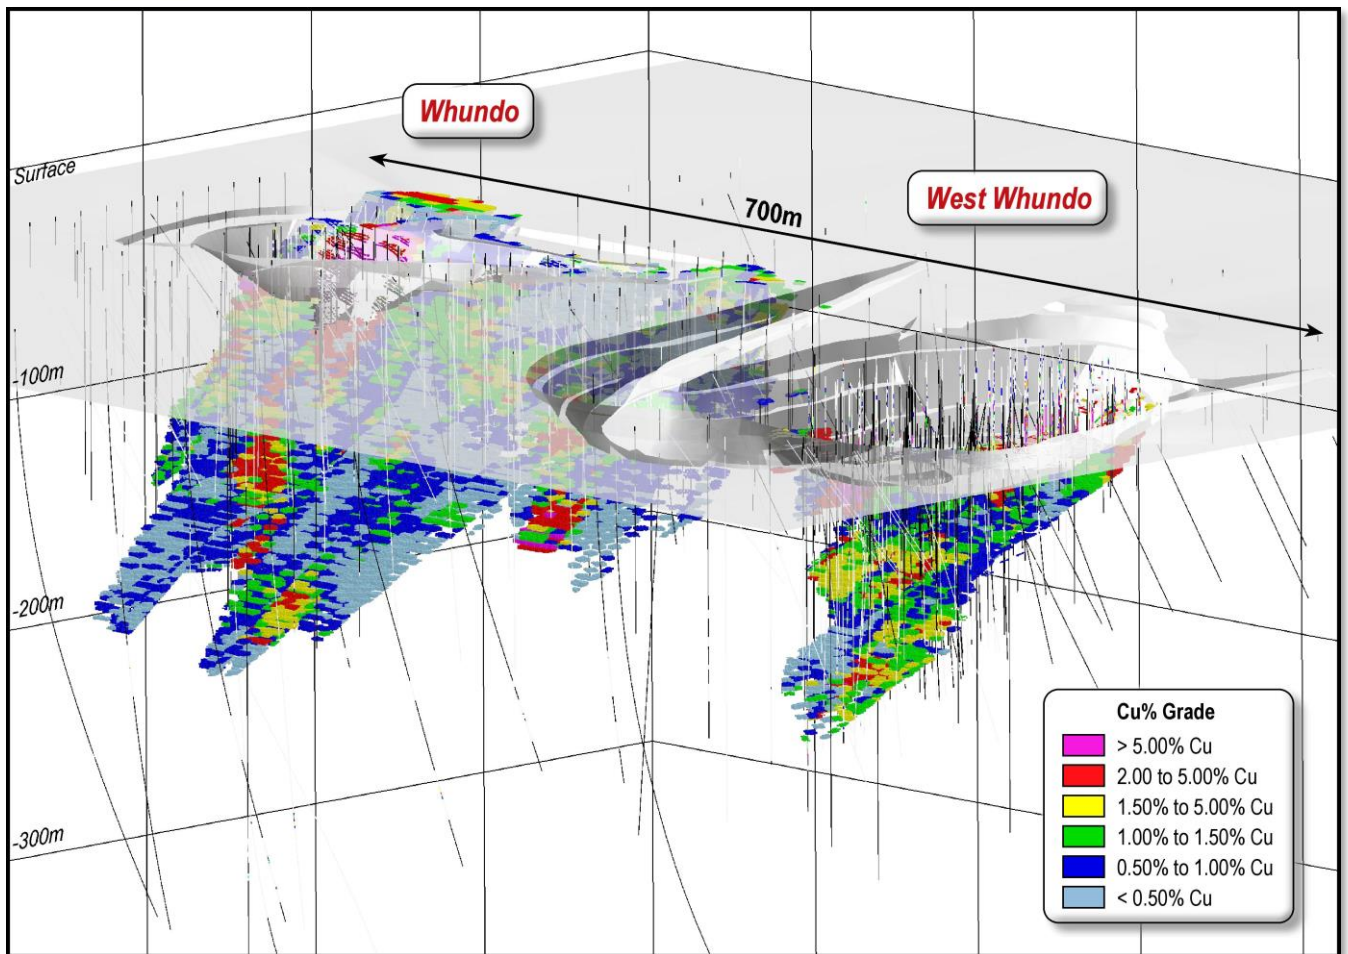 Whundo
Surface
West Whundo
700m
-100m
-200m
-300m
Cu% Grade
> 5.00% Cu
2.00 to 5.00% Cu
1.50% to 5.00% Cu
1.00% to 1.50% Cu
0.50% to 1.00% Cu
< 0.50% Cu